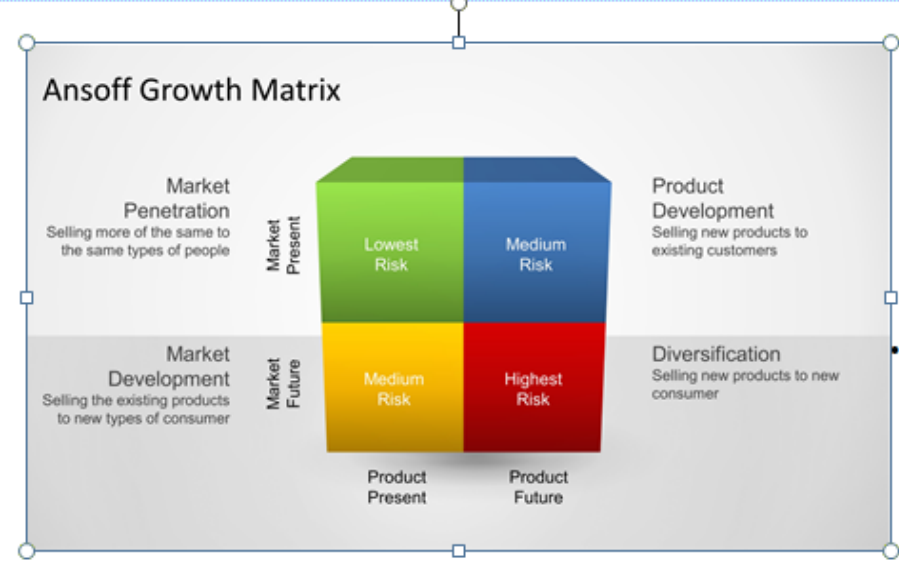 Ansoff Growth Matrix
Market
Penetration
Selling more of the same to
the same types of people
Market
Present
Lowest
Risk
Medium
Risk
Product
Development
Selling new products to
existing customers
Market
Development
Selling the existing products
to new types of consumer
Market
Future
Medium
Risk
Highest
Risk
Diversification
Selling new products to new
consumer
Product
Present
Product
Future